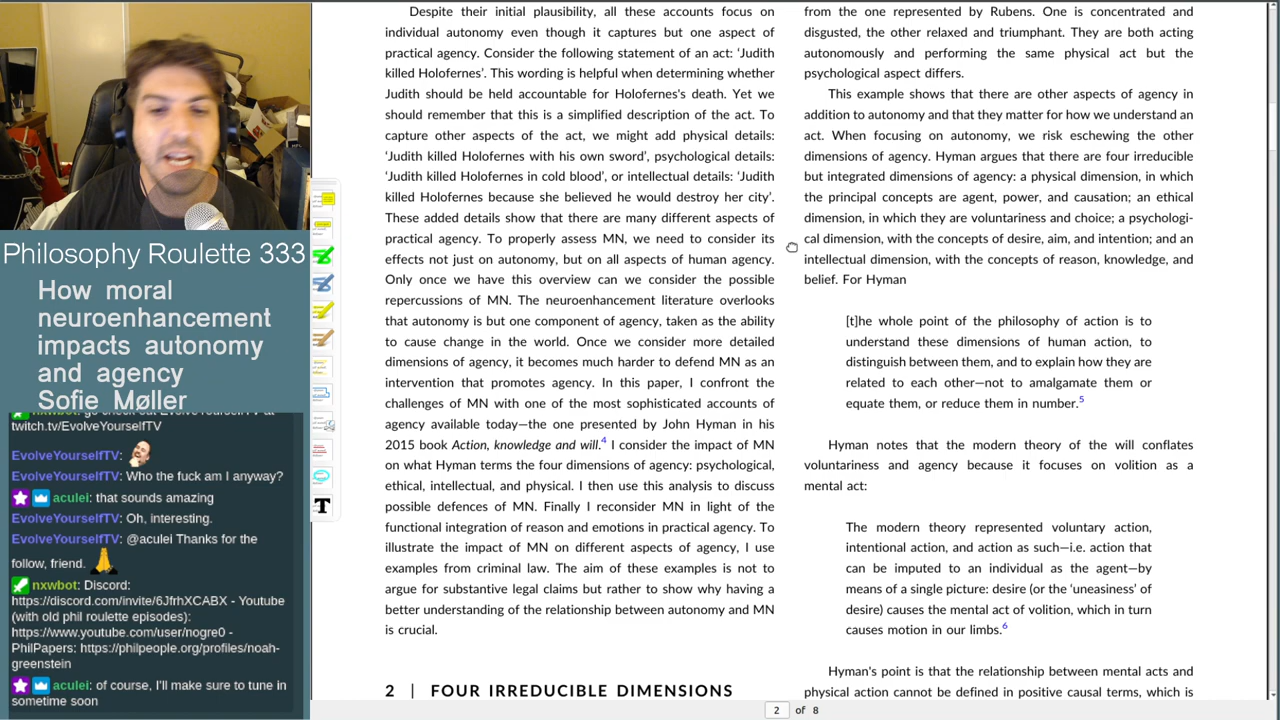 Philosophy Roulette 333
How moral
neuroenhancement
impacts autonomy
and agency
Sofie Møller
twitch.tv/EvolveYourselfTV
EvolveYourselfTV:
EvolveYourselfTV: Who the fuck am I anyway?
aculei: that sounds amazing
EvolveYourselfTV: Oh, interesting.
EvolveYourselfTV: @aculei Thanks for the
follow, friend.
nxwbot: Discord:
https://discord.com/invite/6JfrhXCABX - Youtube
(with old phil roulette episodes):
https://www.youtube.com/user/nogre0 -
PhilPapers: https://philpeople.org/profiles/noah-
greenstein
aculei: of course, I'll make sure to tune in
sometime soon
T
Despite their initial plausibility, all these accounts focus on
individual autonomy even though it captures but one aspect of
practical agency. Consider the following statement of an act: 'Judith
killed Holofernes'. This wording is helpful when determining whether
Judith should be held accountable for Holofernes's death. Yet we
should remember that this is a simplified description of the act. To
capture other aspects of the act, we might add physical details:
'Judith killed Holofernes with his own sword', psychological details:
'Judith killed Holofernes in cold blood', or intellectual details: 'Judith
killed Holofernes because she believed he would destroy her city'.
These added details show that there are many different aspects of
practical agency. To properly assess MN, we need to consider its
effects not just on autonomy, but on all aspects of human agency.
Only once we have this overview can we consider the possible
repercussions of MN. The neuroenhancement literature overlooks
that autonomy is just one component of agency, taken as the ability
to cause change in the world. Once we consider more detailed
dimensions of agency, it becomes much harder to defend MN as an
intervention that promotes agency. In this paper, I confront the
challenges of MN with one of the most sophisticated accounts of
agency available today—the one presented by John Hyman in his
2015 book Action, Knowledge and Will.4 I consider the impact of MN
on what Hyman terms the four dimensions of agency: psychological,
ethical, intellectual and physical. I then use this analysis to discuss
possible defences of MN. Finally I reconsider MN in light of the
functional integration of reason and emotions in practical agency. To
illustrate the impact of MN on different aspects of agency, I use
examples from criminal law. The aim of these examples is not to
argue for substantive legal claims but rather to show why having a
better understanding of the relationship between autonomy and MN
is crucial.
2 | FOUR IRREDUCIBLE DIMENSIONS
from the one represented by Rubens. One is concentrated and
disgusted, the other relaxed and triumphant. They are both acting
autonomously and performing the same physical act but the
psychological aspect differs.
This example shows that there are other aspects of agency in
addition to autonomy and that they matter for how we understand an
act. When focusing on autonomy, we risk eschewing the other
dimensions of agency. Hyman argues that there are four irreducible
but integrated dimensions of agency: a physical dimension, in which
the primary concepts are agent, power, and causation; an ethical
dimension, in which they are voluntariness and choice; a psychologi-
cal dimension, with the concepts of desire, aim, and intention; and an
intellectual dimension, with the concepts of reason, knowledge, and
belief. For Hyman
[t]he whole point of the philosophy of action is to
understand these dimensions of human action, to
distinguish between them and to explain how they are
related to each other—not to amalgamate them or
equate them, or reduce them in number.5
Hyman notes that the modern theory of the will conflates
voluntariness and agency because it focuses on volition as a
mental act:
The modern theory represented voluntary action,
intentional action, and action as such—i.e. action that
can be imputed to an individual as the agent—by
means of a single picture: desire (or the 'uneasiness' of
desire) causes the mental act of volition, which in turn
causes motion in our limbs.6
Hyman's point is that the relationship between mental acts and
physical action cannot be defined in positive causal terms, which is
2 of 8